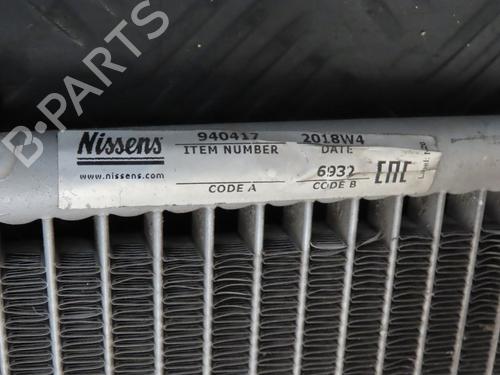 B-PARTS
Nissens
940417
2018W4
ITEM NUMBER
DATE
www.nissens.com
6932
EAC
CODE A
CODE B